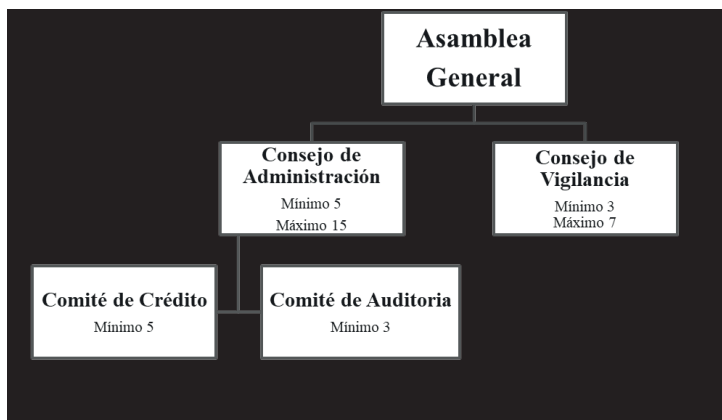 Asamblea
General
Consejo de
Administración
Mínimo 5
Máximo 15
Consejo de
Vigilancia
Mínimo 3
Máximo 7
Comité de Crédito
Mínimo 5
Comité de Auditoria
Mínimo 3